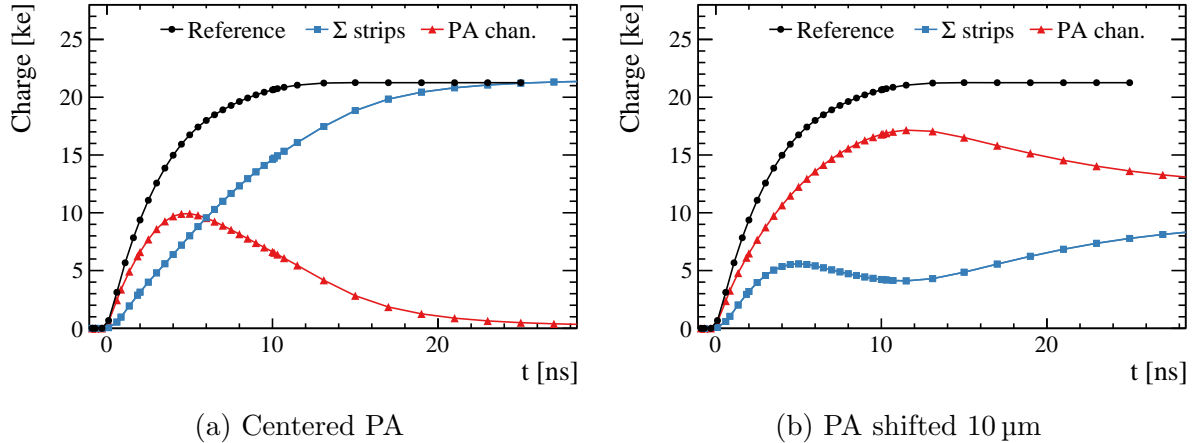 Charge [ke]
Reference Σ strips PA chan.
25
20
15
10
5
0
0 10 20
t [ns]
(a) Centered PA
Charge [ke]
Reference Σ strips PA chan.
25
20
15
10
5
0
0 10 20
t [ns]
(b) PA shifted 10 µm